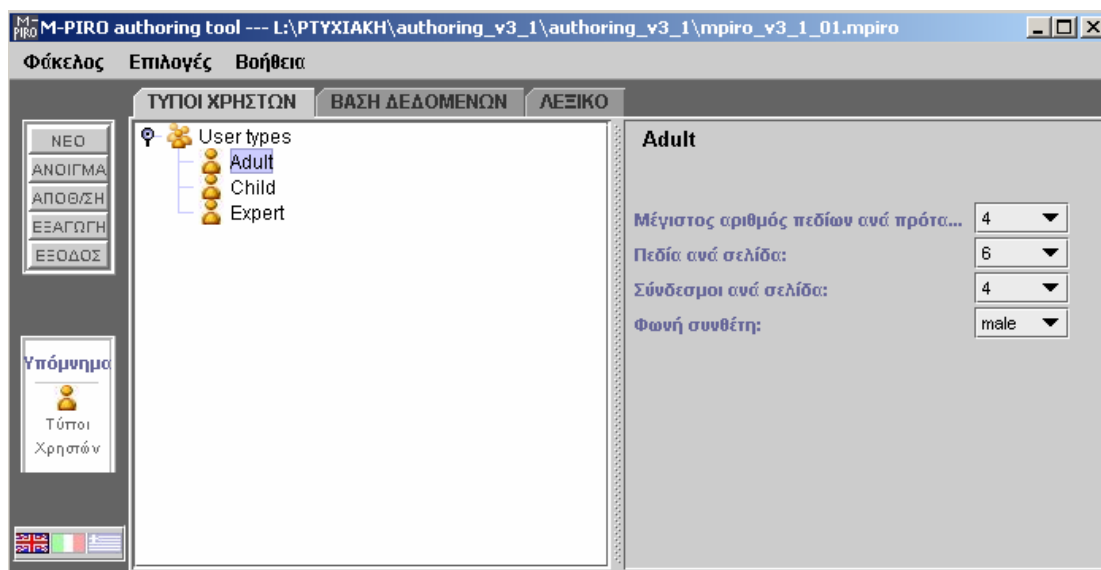 M-PIRO M-PIRO authoring tool --- L:\PTYXIAKH\authoring_v3_1\authoring_v3_1\mpiro_v3_1_01.mpiro
Φάκελος Επιλογές Βοήθεια
ΤΥΠΟΙ ΧΡΗΣΤΩΝ ΒΑΣΗ ΔΕΔΟΜΕΝΩΝ ΛΕΞΙΚΟ
ΝΕΟ
ΑΝΟΙΓΜΑ
ΑΠΟΘ/ΣΗ
ΕΞΑΓΩΓΗ
ΕΞΟΔΟΣ
Υπόμνημα
Τύποι
Χρηστών
User types
Adult
Child
Expert
Adult
Μέγιστος αριθμός πεδίων ανά πρότα... 4
Πεδία ανά σελίδα: 6
Σύνδεσμοι ανά σελίδα: 4
Φωνή συνθέτη: male